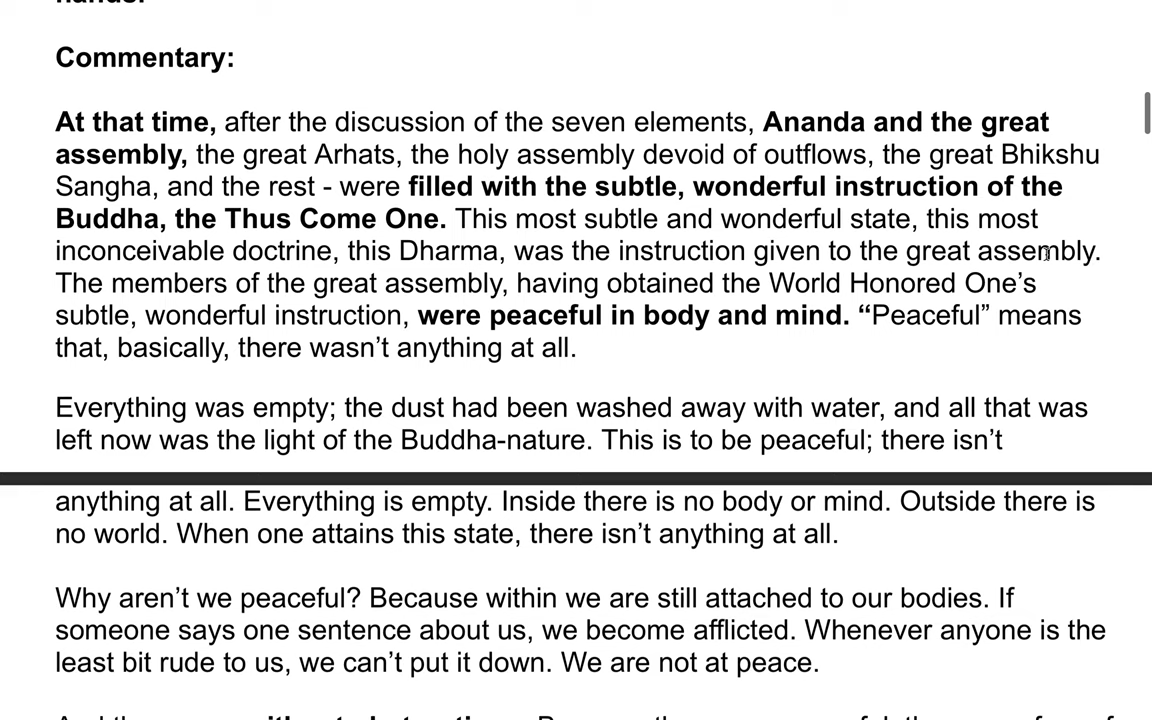 hands.
Commentary:
At that time, after the discussion of the seven elements, Ananda and the great
assembly, the great Arhats, the holy assembly devoid of outflows, the great Bhikshu
Sangha, and the rest - were filled with the subtle, wonderful instruction of the
Buddha, the Thus Come One. This most subtle and wonderful state, this most
inconceivable doctrine, this Dharma, was the instruction given to the great assembly.
The members of the great assembly, having obtained the World Honored One’s
subtle, wonderful instruction, were peaceful in body and mind. “Peaceful” means
that, basically, there wasn’t anything at all.
Everything was empty; the dust had been washed away with water, and all that was
left now was the light of the Buddha-nature. This is to be peaceful; there isn’t
anything at all. Everything is empty. Inside there is no body or mind. Outside there is
no world. When one attains this state, there isn’t anything at all.
Why aren’t we peaceful? Because within we are still attached to our bodies. If
someone says one sentence about us, we become afflicted. Whenever anyone is the
least bit rude to us, we can’t put it down. We are not at peace.